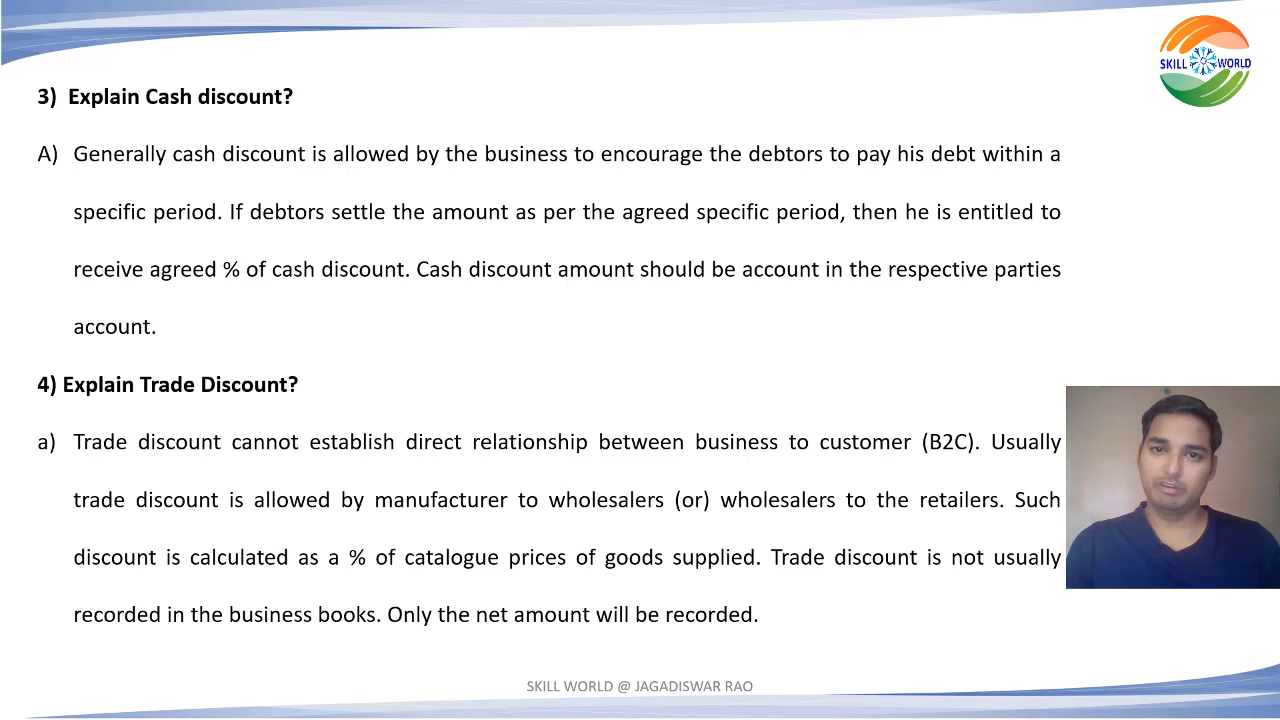 SKILL WORLD
3) Explain Cash discount?
A) Generally cash discount is allowed by the business to encourage the debtors to pay his debt within a
specific period. If debtors settle the amount as per the agreed specific period, then he is entitled to
receive agreed % of cash discount. Cash discount amount should be account in the respective parties
account.
4) Explain Trade Discount?
a) Trade discount cannot establish direct relationship between business to customer (B2C). Usually
trade discount is allowed by manufacturer to wholesalers (or) wholesalers to the retailers. Such
discount is calculated as a % of catalogue prices of goods supplied. Trade discount is not usually
recorded in the business books. Only the net amount will be recorded.
SKILL WORLD @ JAGADISWAR RAO